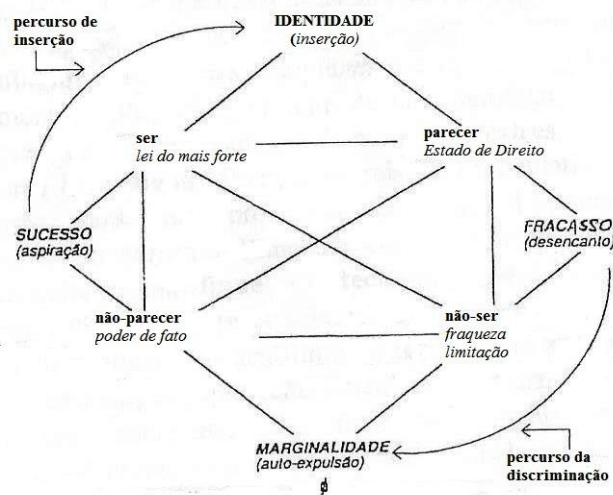 percurso de
inserção
IDENTIDADE
(inserção)
ser
lei do mais forte
parecer
Estado de Direito
SUCESSO
(aspiração)
FRACASSO
(desencanto)
não-parecer
poder de fato
não-ser
fraqueza
limitação
MARGINALIDADE
(auto-expulsão)
percurso da
discriminação